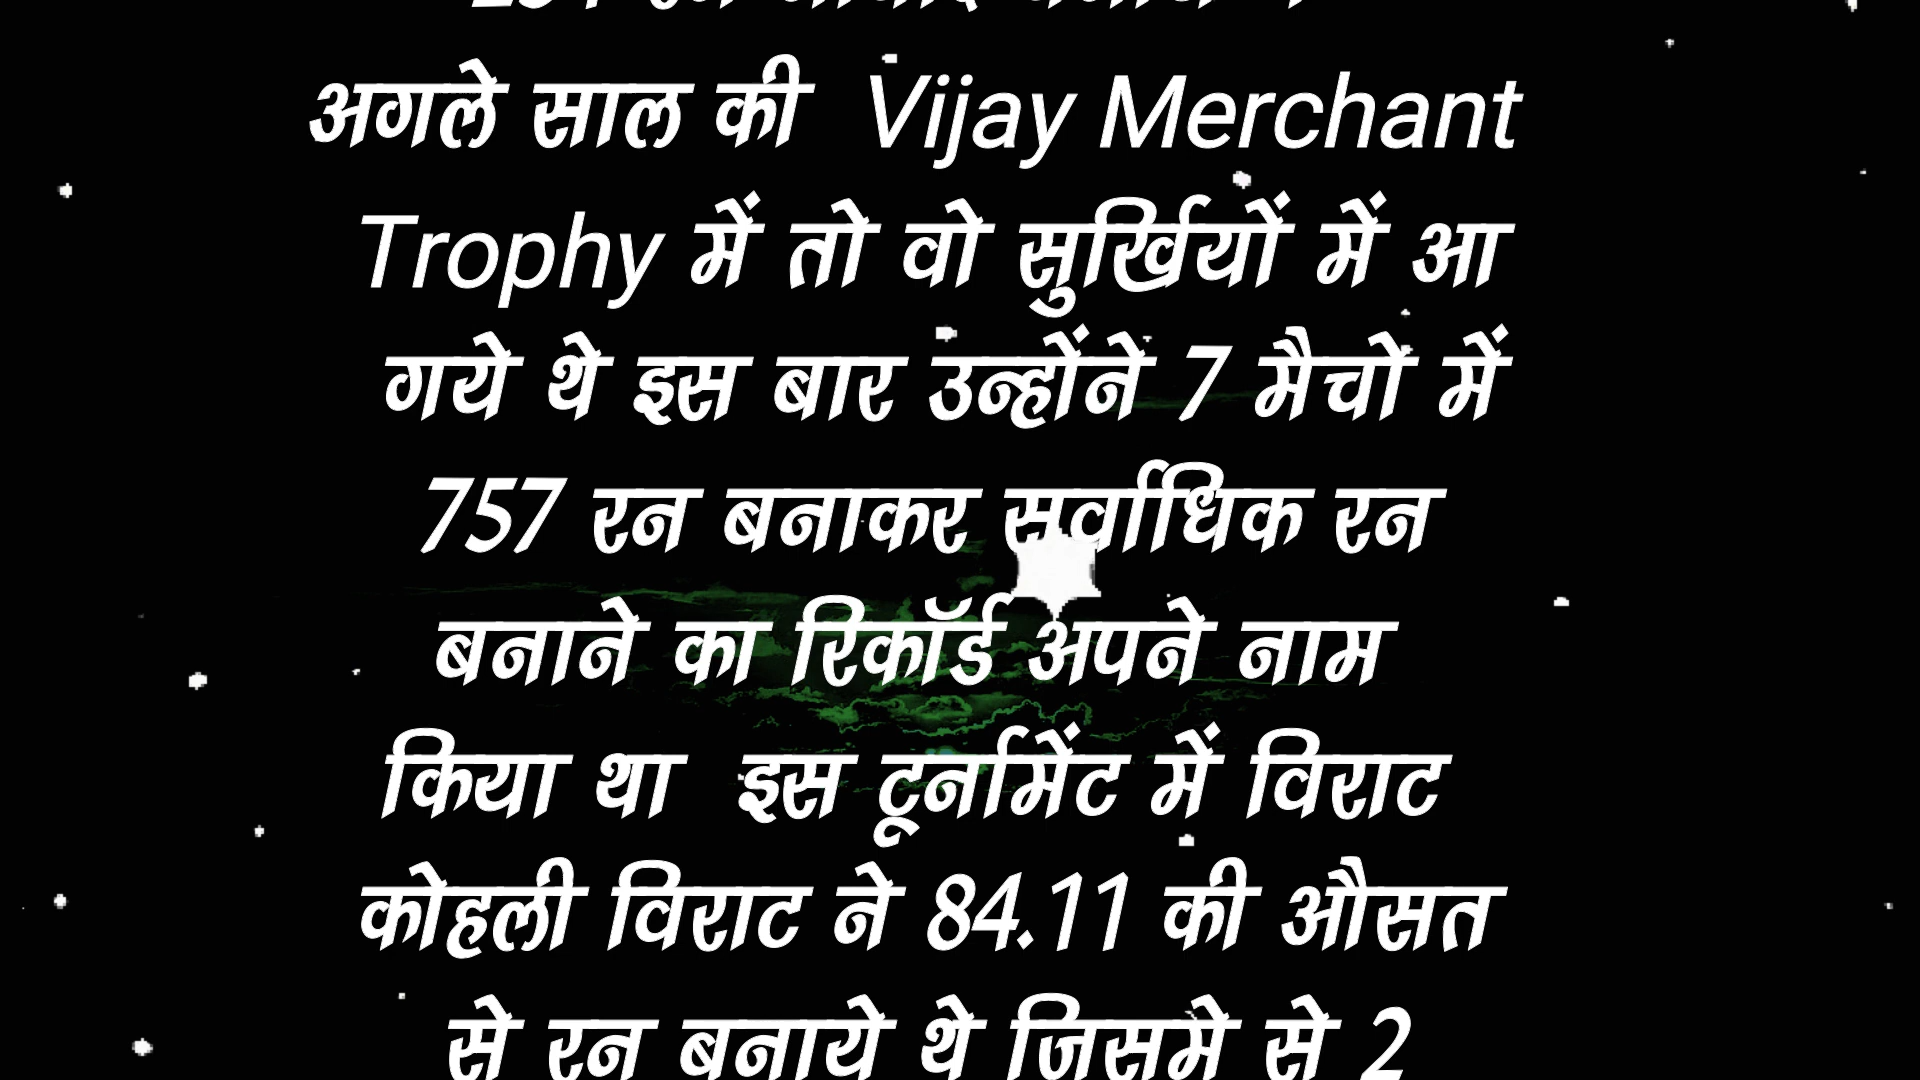 अगले साल की Vijay Merchant
Trophy में तो वो सुर्खियों में आ
गये थे इस बार उन्होंने 7 मैचों में
757 रन बनाकर सर्वाधिक रन
बनाने का रिकॉर्ड अपने नाम
किया था इस टूर्नामेंट में विराट
कोहली विराट ने 84.11 की औसत
से रन बनाये थे जिसमे से 2